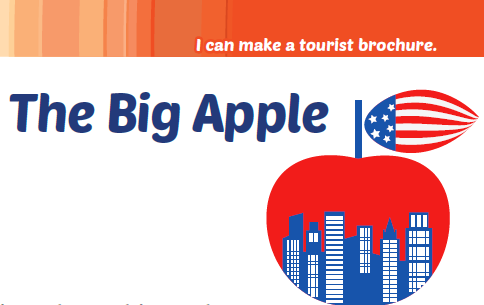 I can make a tourist brochure.
The Big Apple